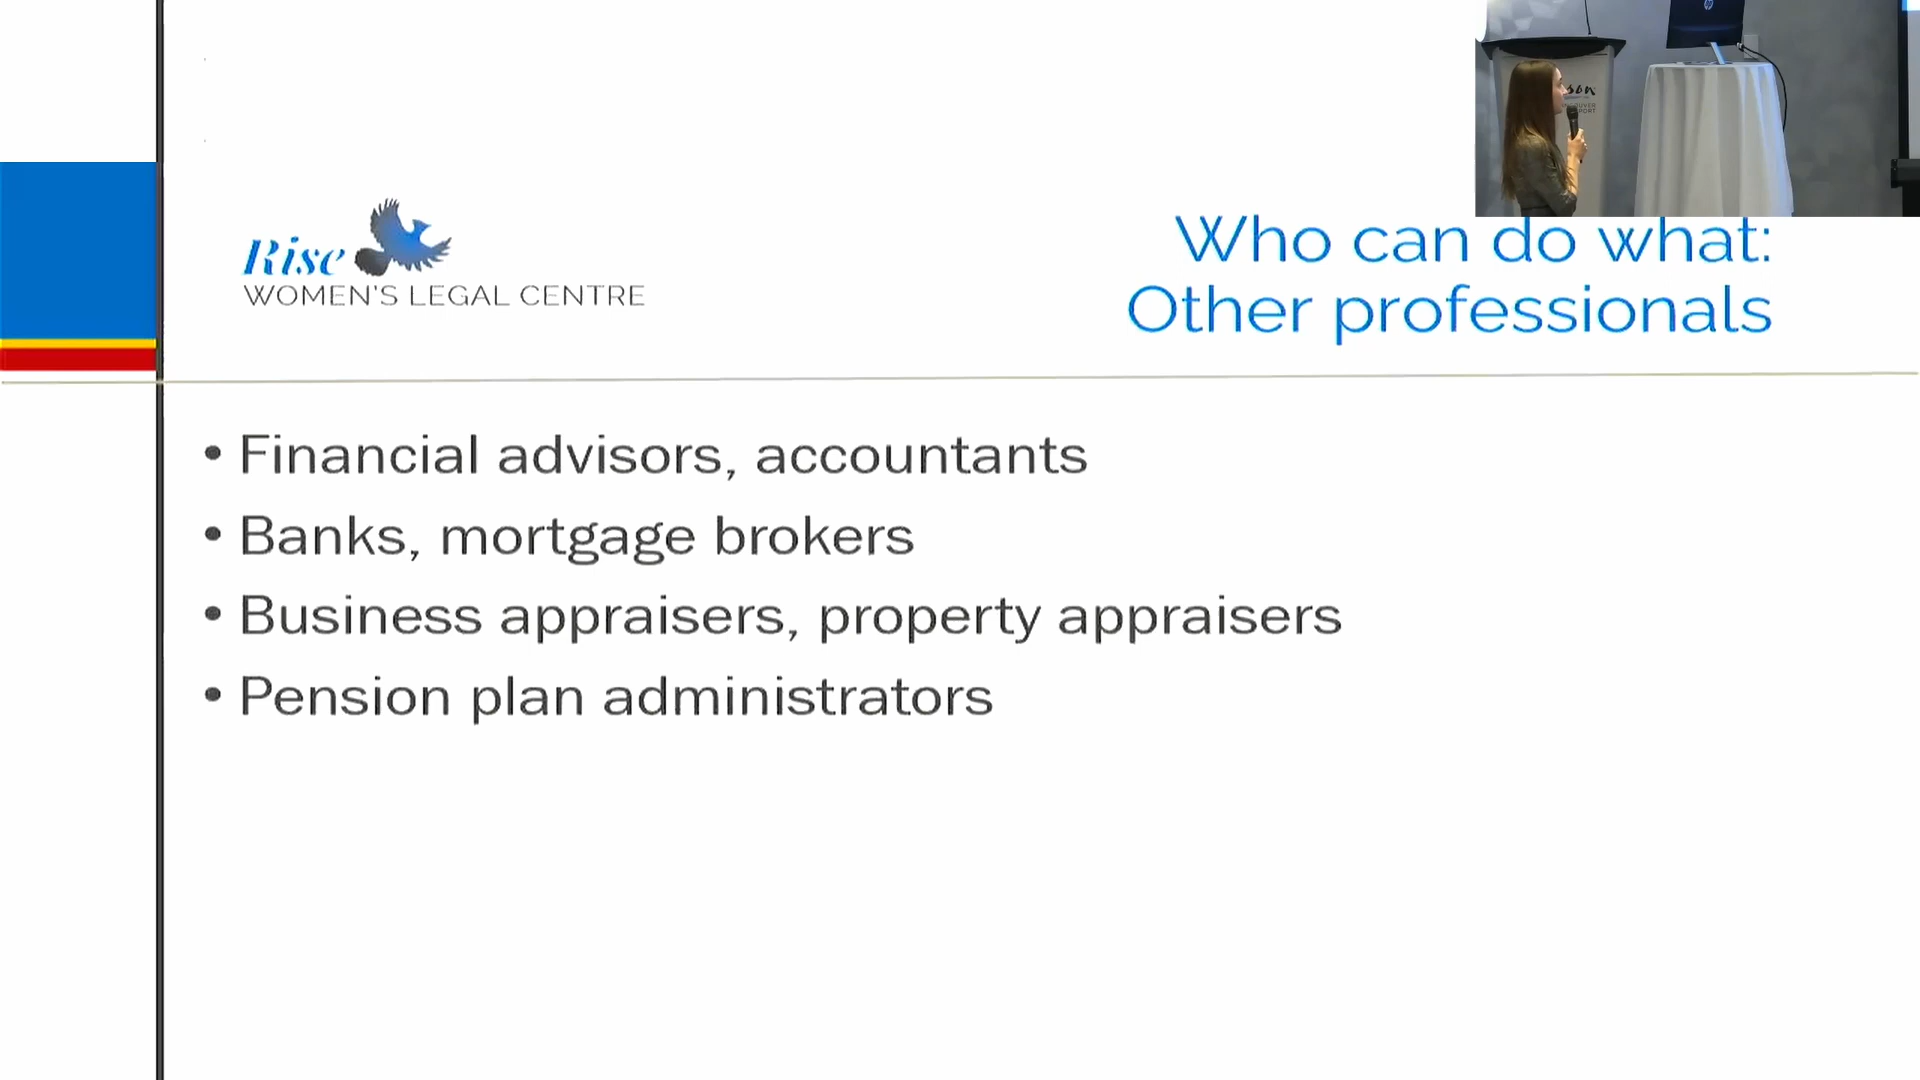 Rise
WOMEN'S LEGAL CENTRE
Who can do what:
Other professionals
• Financial advisors, accountants
• Banks, mortgage brokers
• Business appraisers, property appraisers
• Pension plan administrators
hp